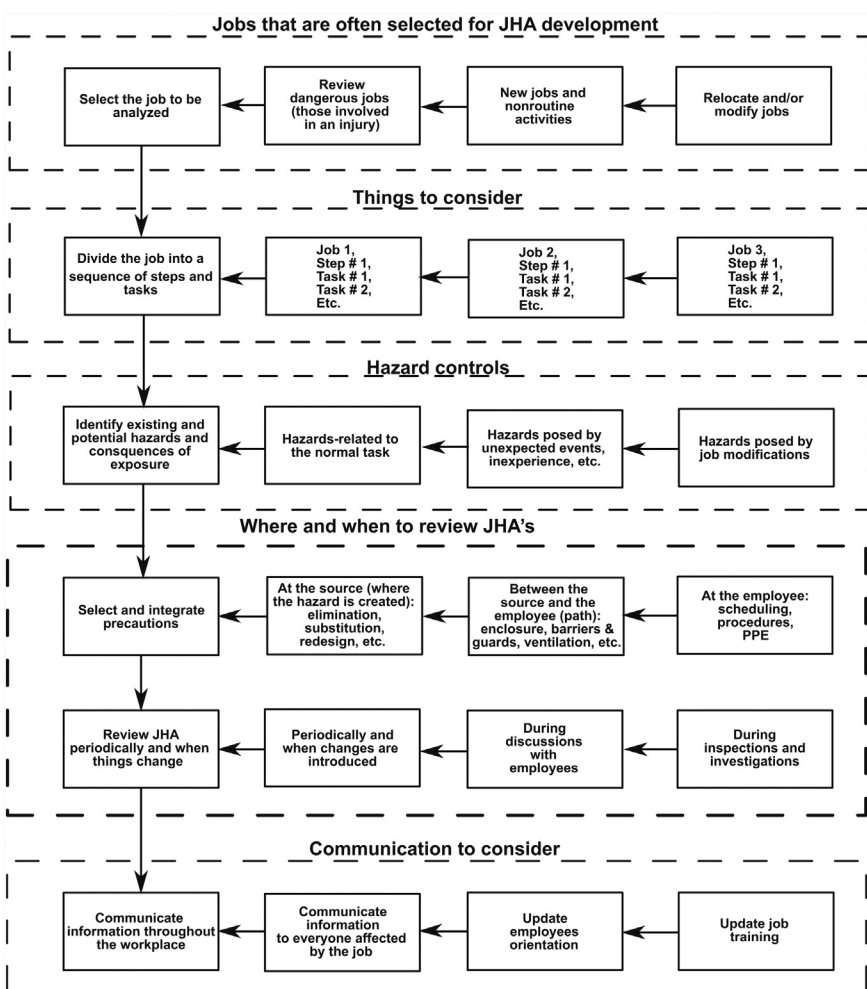 Jobs that are often selected for JHA development
Select the job to be
analyzed
Review
dangerous jobs
(those involved
in an injury)
New jobs and
nonroutine
activities
Relocate and/or
modify jobs
Things to consider
Divide the job into a
sequence of steps and
tasks
Job 1,
Step # 1,
Task # 1,
Task # 2,
Etc.
Job 2,
Step # 1,
Task # 1,
Task # 2,
Etc.
Job 3,
Step # 1,
Task # 1,
Task # 2,
Etc.
Hazard controls
Identify existing and
potential hazards and
consquences of
exposure
Hazards-related to
the normal task
Hazards posed by
unexpected events,
inexperience, etc.
Hazards posed by
job modifications
Where and when to review JHA's
Select and integrate
precautions
At the source (where
the hazard is created):
elimination,
substitution,
redesign, etc.
Between the
source and the
employee (path):
enclosure, barriers &
guards, ventilation, etc.
At the employee:
scheduling,
procedures,
PPE
Review JHA
periodically and when
things change
Periodically and
when changes are
introduced
During
discussions
with
employees
During
inspections and
investigations
Communication to consider
Communicate
information throughout
the workplace
Communicate
information
to everyone affected
by the job
Update
employees
orientation
Update job
training